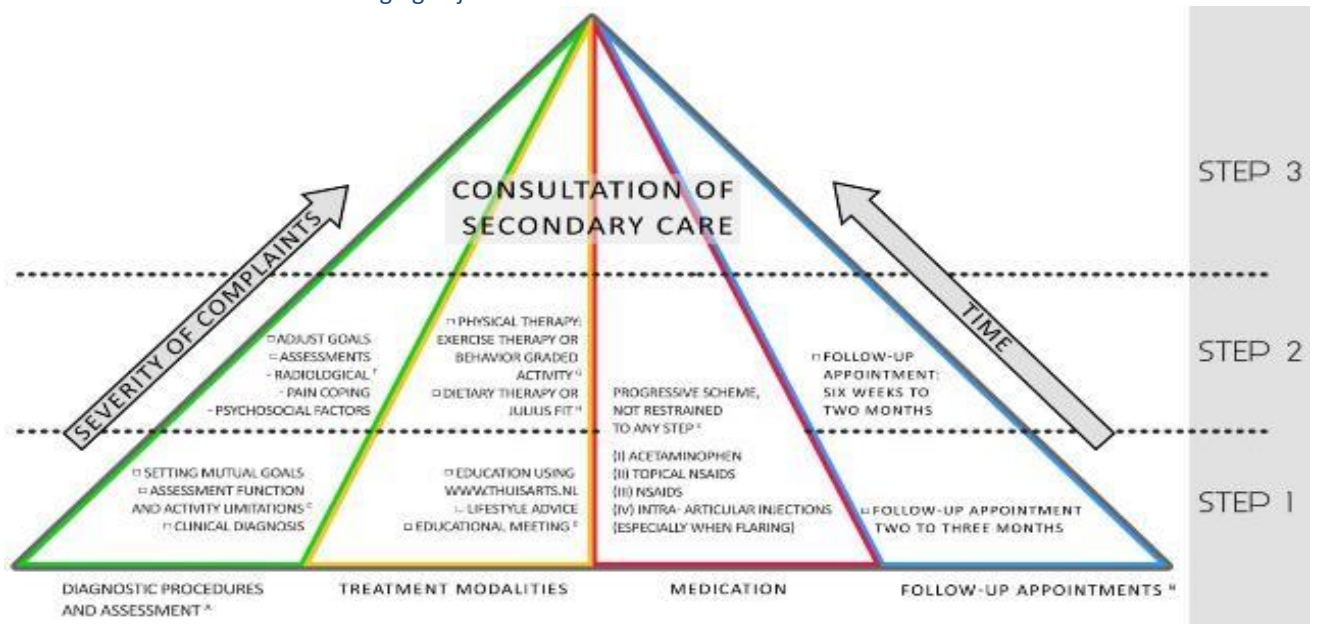 CONSULTATION OF
SECONDARY CARE
STEP 3
SEVERITY OF COMPLAINTS
TIME
ADJUST GOALS
ASSESSMENTS
- RADIOLOGICAL
- PAIN COPING
- PSYCHOSOCIAL FACTORS
PHYSICAL THERAPY:
EXERCISE THERAPY OR
BEHAVIOR GRADED
ACTIVITY
DIETARY THERAPY OR
JULIUS FIT
PROGRESSIVE SCHEME,
NOT RESTRAINED
TO ANY STEP
FOLLOW-UP
APPOINTMENT:
SIX WEEKS TO
TWO MONTHS
STEP 2
SETTING MUTUAL GOALS
ASSESSMENT FUNCTION
AND ACTIVITY LIMITATIONS
CLINICAL DIAGNOSIS
EDUCATION USING
WWW.THUISARTS.NL
LIFESTYLE ADVICE
EDUCATIONAL MEETING
(I) ACETAMINOPHEN
(II) TOPICAL NSAIDS
(III) NSAIDS
(IV) INTRA- ARTICULAR INJECTIONS
(ESPECIALLY WHEN FLARING)
FOLLOW-UP APPOINTMENT
TWO TO THREE MONTHS
STEP 1
DIAGNOSTIC PROCEDURES
AND ASSESSMENT A
TREATMENT MODALITIES
MEDICATION
FOLLOW-UP APPOINTMENTS